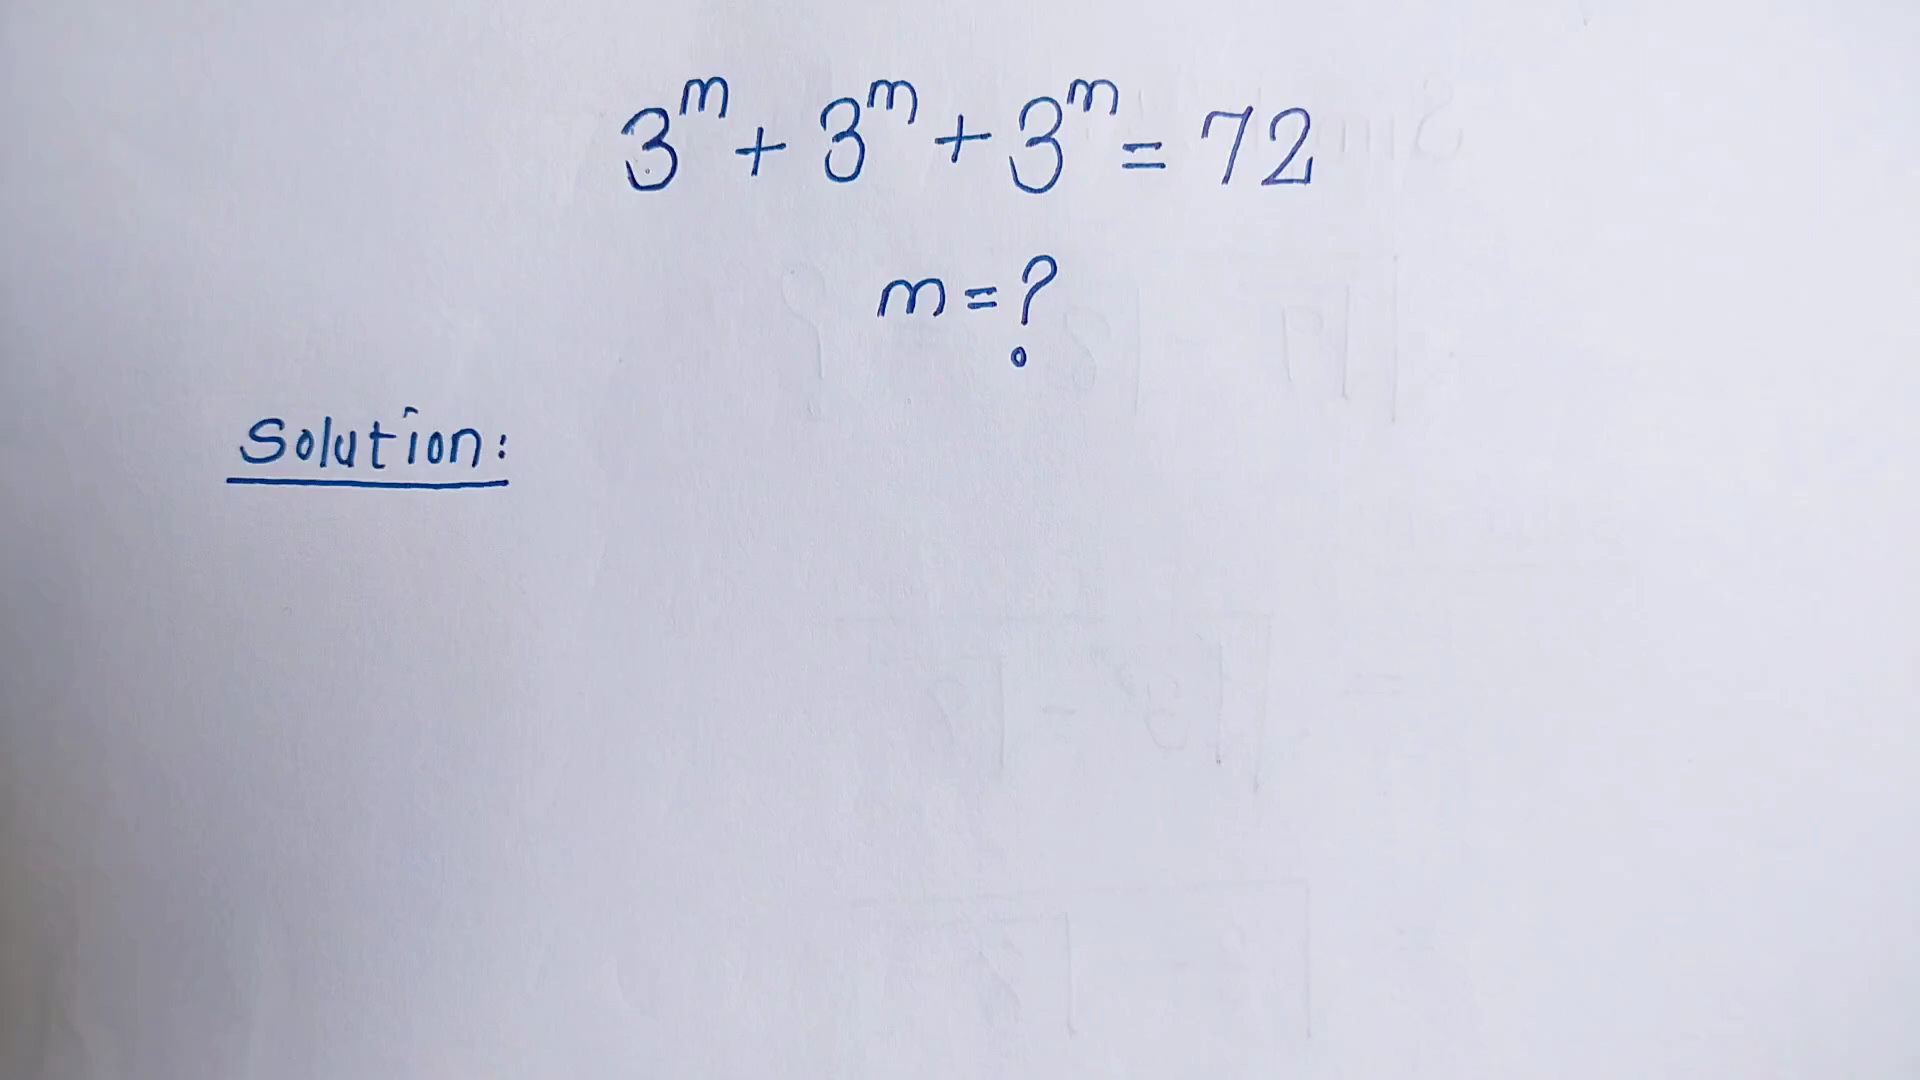 3^m + 3^m + 3^m = 72
m = ?
Solution: